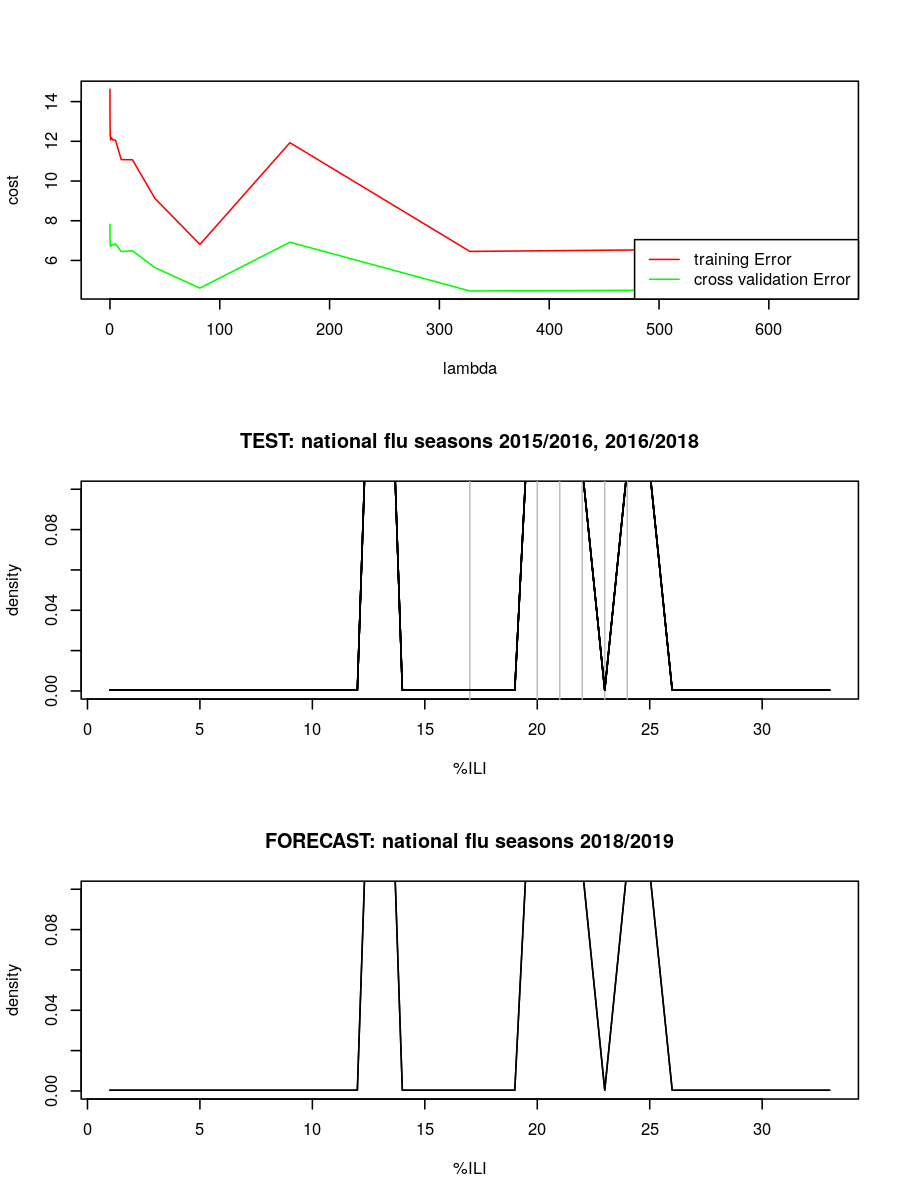 14
12
10
8
6
cost
training Error
cross validation Error
0 100 200 300 400 500 600
lambda
TEST: national flu seasons 2015/2016, 2016/2018
0.08
0.04
0.00
density
0 5 10 15 20 25 30
%ILI
FORECAST: national flu seasons 2018/2019
0.08
0.04
0.00
density
0 5 10 15 20 25 30
%ILI